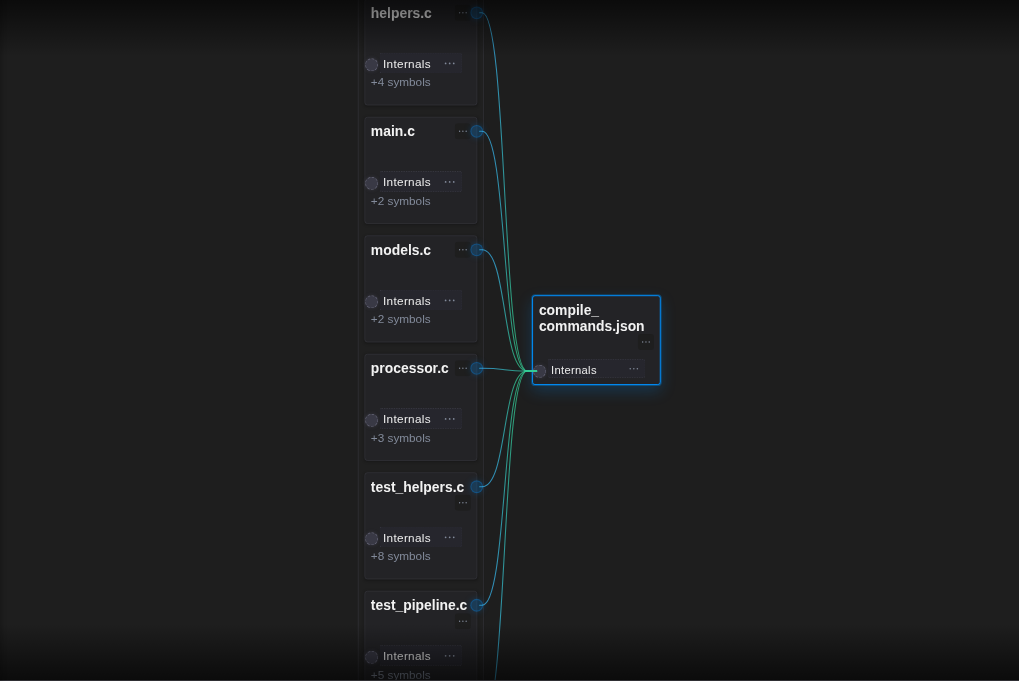 helpers.c ...
Internals ...
+4 symbols
main.c ...
Internals ...
+2 symbols
models.c ...
Internals ...
+2 symbols
processor.c ...
Internals ...
+3 symbols
test_helpers.c
...
Internals ...
+8 symbols
test_pipeline.c
...
Internals ...
+5 symbols
compile_
commands.json
...
Internals ...